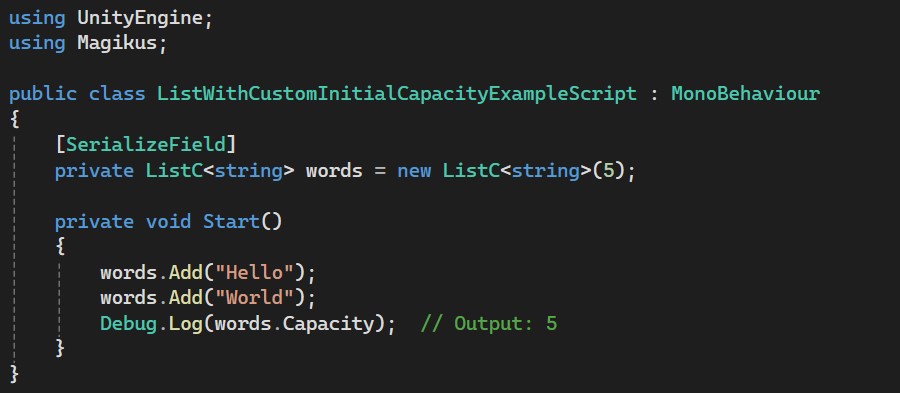 using UnityEngine;
using Magikus;
public class ListWithCustomInitialCapacityExampleScript : MonoBehaviour
{
    [SerializeField]
    private ListC<string> words = new ListC<string>(5);
    private void Start()
    {
        words.Add("Hello");
        words.Add("World");
        Debug.Log(words.Capacity);  // Output: 5
    }
}